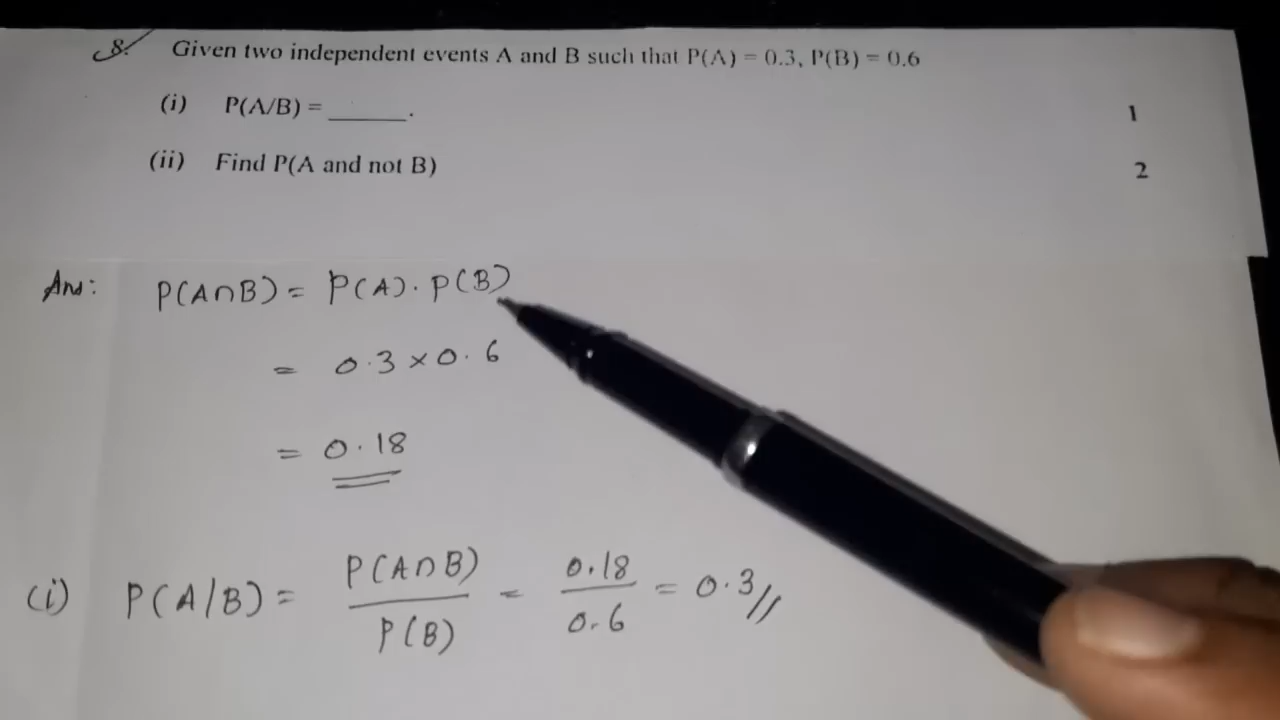 8. Given two independent events A and B such that P(A) = 0.3, P(B) = 0.6
(i) P(A/B) = ______. 1
(ii) Find P(A and not B) 2
Ans: P(A∩B) = P(A) . P(B)
= 0.3 × 0.6
= 0.18
(i) P(A/B) = P(A∩B) / P(B) = 0.18 / 0.6 = 0.3//